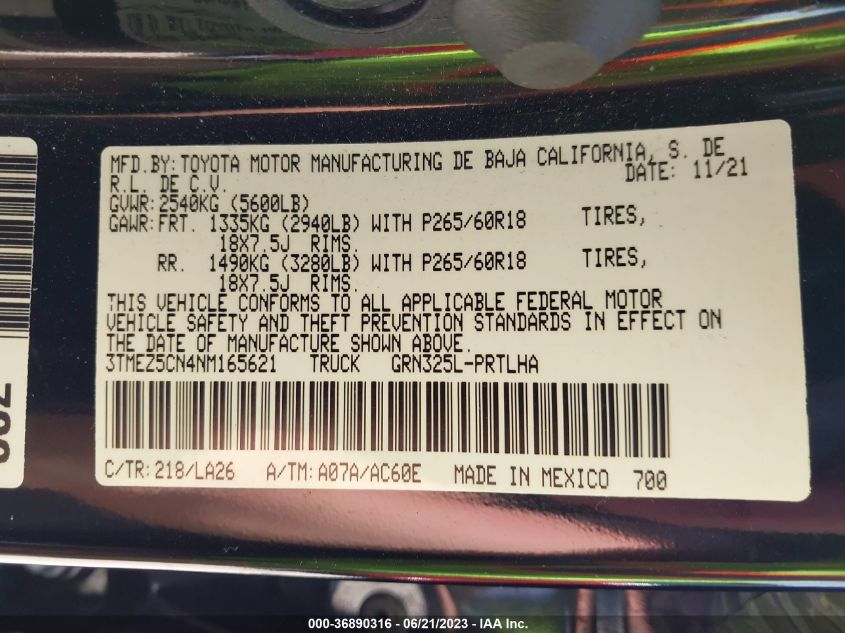 MFD.BY:TOYOTA MOTOR MANUFACTURING DE BAJA CALIFORNIA, S. DE
R.L. DE C.V. DATE: 11/21
GVWR:2540KG (5600LB)
GAWR:FRT. 1335KG (2940LB) WITH P265/60R18 TIRES,
18X7.5J RIMS.
RR. 1490KG (3280LB) WITH P265/60R18 TIRES,
18X7.5J RIMS.
THIS VEHICLE CONFORMS TO ALL APPLICABLE FEDERAL MOTOR
VEHICLE SAFETY AND THEFT PREVENTION STANDARDS IN EFFECT ON
THE DATE OF MANUFACTURE SHOWN ABOVE.
3TMEZ5CN4NM165621 TRUCK GRN325L-PRTLHA
C/TR:218/LA26 A/TM:A07A/AC60E MADE IN MEXICO 700
000-36890316 - 06/21/2023 - IAA Inc.